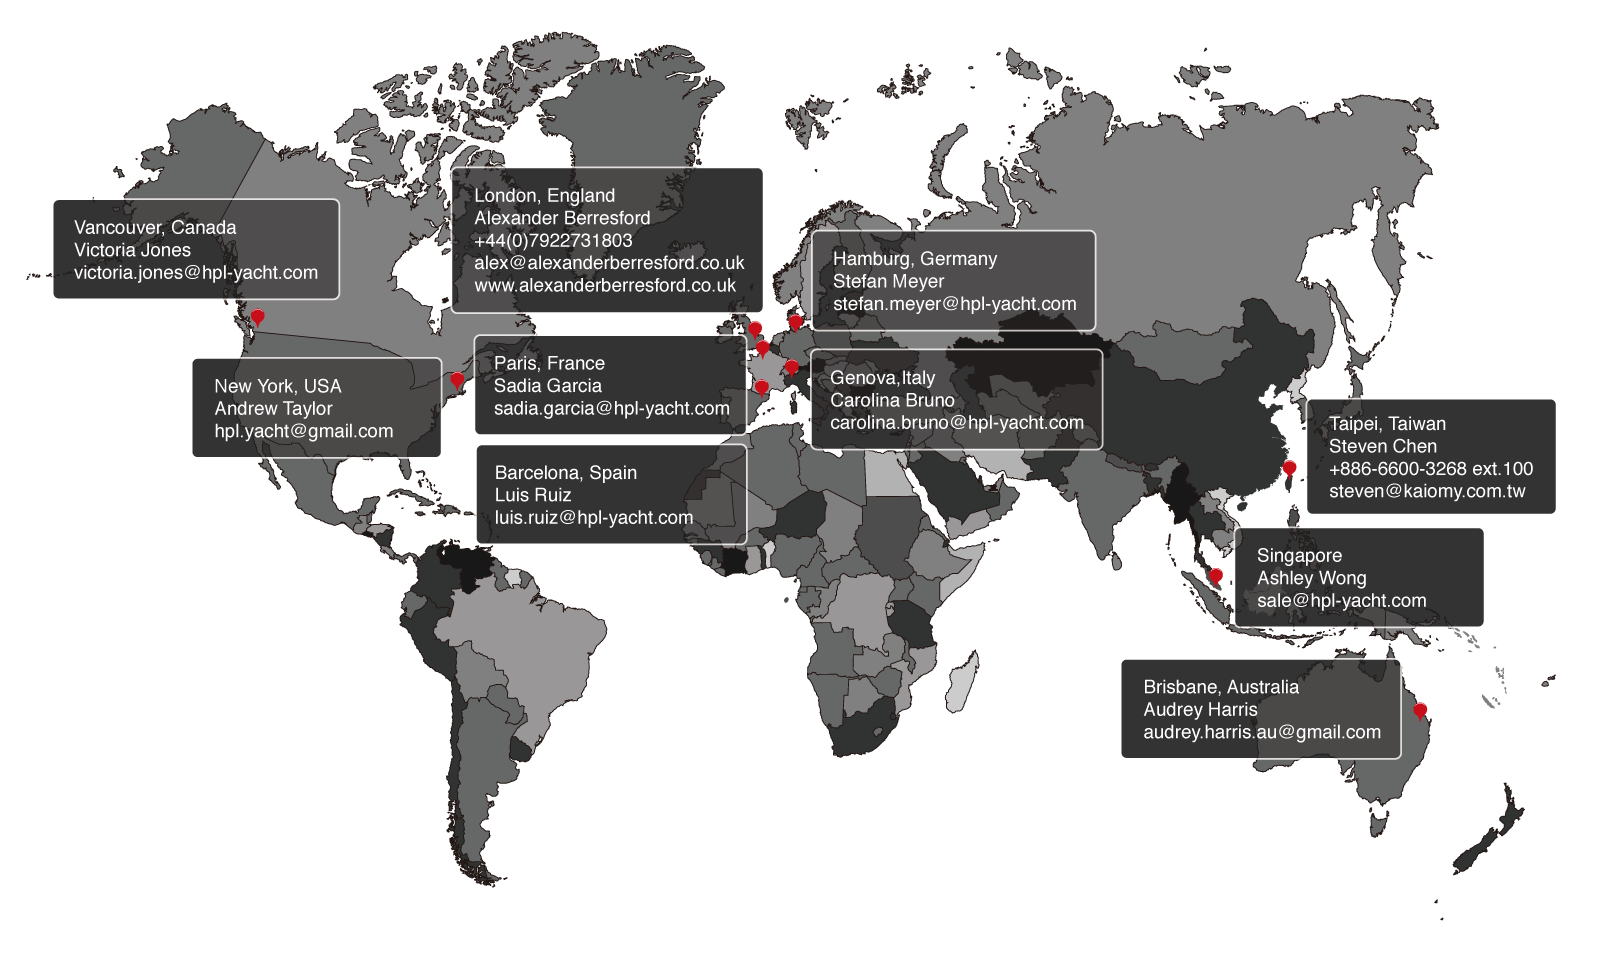 Vancouver, Canada
Victoria Jones
victoria.jones@hpl-yacht.com
London, England
Alexander Berresford
+44(0)7922731803
alex@alexanderberresford.co.uk
www.alexanderberresford.co.uk
Hamburg, Germany
Stefan Meyer
stefan.meyer@hpl-yacht.com
New York, USA
Andrew Taylor
hpl.yacht@gmail.com
Paris, France
Sadia Garcia
sadia.garcia@hpl-yacht.com
Genova,Italy
Carolina Bruno
carolina.bruno@hpl-yacht.com
Taipei, Taiwan
Steven Chen
+886-6600-3268 ext.100
steven@kaiomy.com.tw
Barcelona, Spain
Luis Ruiz
luis.ruiz@hpl-yacht.com
Singapore
Ashley Wong
sale@hpl-yacht.com
Brisbane, Australia
Audrey Harris
audrey.harris.au@gmail.com